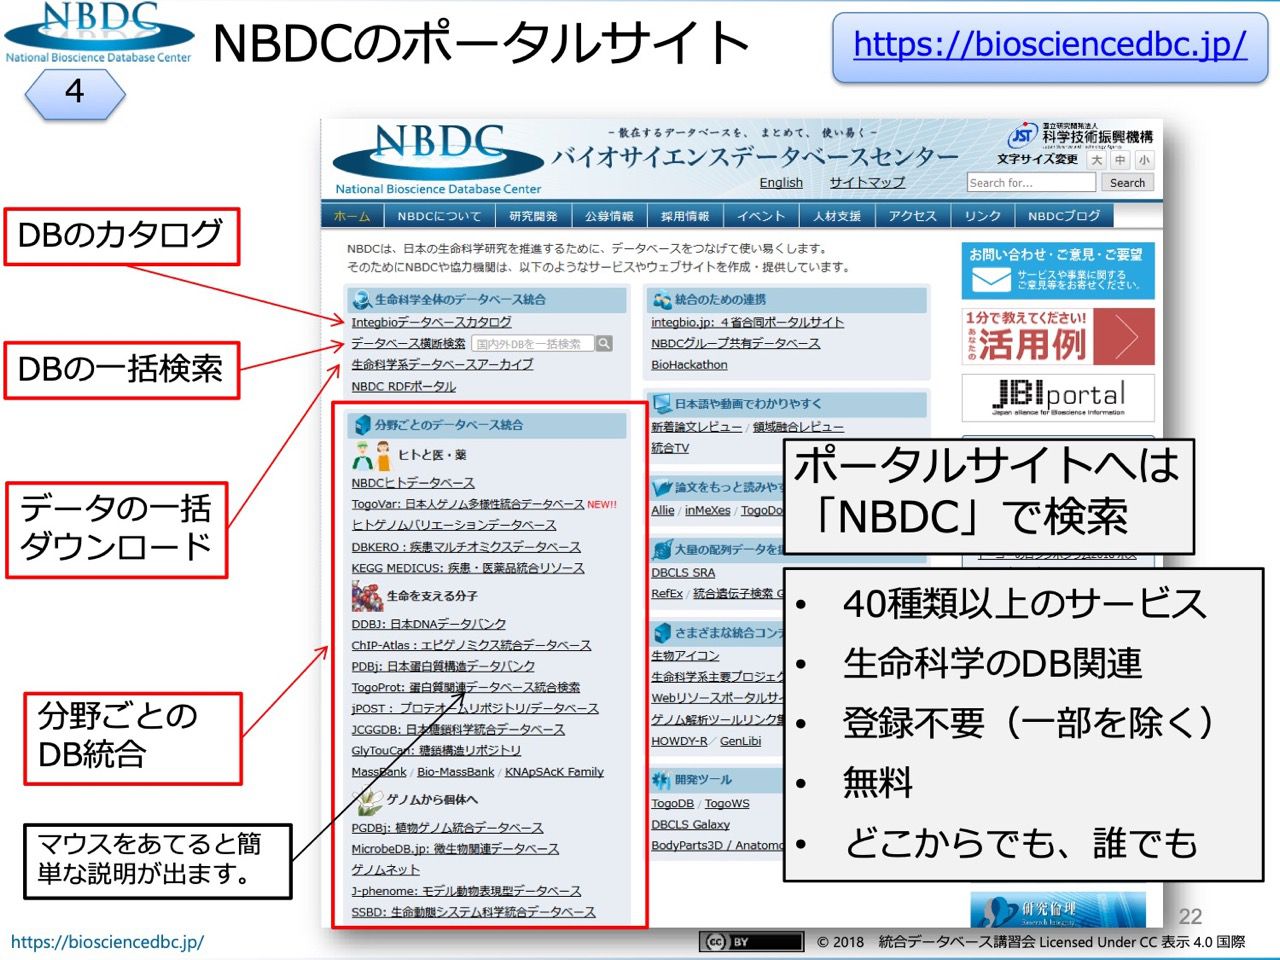 NBDC
National Bioscience Database Center
NBDCのポータルサイト
https://biosciencedbc.jp/
4
NBDC
National Bioscience Database Center
－散在するデータベースを、まとめて、使い易く－
バイオサイエンスデータベースセンター
English サイトマップ
JST 国立研究開発法人
科学技術振興機構
文字サイズ変更 大 中 小
Search for... Search
ホーム NBDCについて 研究開発 公募情報 採用情報 イベント 人材支援 アクセス リンク NBDCブログ
NBDCは、日本の生命科学研究を推進するために、データベースをつなげて使い易くします。
そのためにNBDCや協力機関は、以下のようなサービスやウェブサイトを作成・提供しています。
DBのカタログ
DBの一括検索
データの一括
ダウンロード
分野ごとの
DB統合
マウスをあてると簡
単な説明が出ます。
生命科学全体のデータベース統合
Integbioデータベースカタログ
データベース横断検索 国内外DBを一括検索
生命科学系データベースアーカイブ
NBDC RDFポータル
分野ごとのデータベース統合
ヒトと医・薬
NBDCヒトデータベース
TogoVar: 日本人ゲノム多様性統合データベース NEW!!
ヒトゲノムバリエーションデータベース
DBKERO：疾患マルチオミクスデータベース
KEGG MEDICUS: 疾患・医薬品統合リソース
生命を支える分子
DDBJ: 日本DNAデータバンク
ChIP-Atlas：エピゲノミクス統合データベース
PDBj: 日本蛋白質構造データバンク
TogoProt: 蛋白質関連データベース統合検索
jPOST： プロテオームリポジトリ/データベース
JCGGDB: 日本糖鎖科学統合データベース
GlyTouCan: 糖鎖構造リポジトリ
MassBank / Bio-MassBank / KNApSAcK Family
ゲノムから個体へ
PGDBj: 植物ゲノム統合データベース
MicrobeDB.jp: 微生物関連データベース
ゲノムネット
J-phenome: モデル動物表現型データベース
SSBD: 生命動態システム科学統合データベース
統合のための連携
integbio.jp: ４省合同ポータルサイト
NBDCグループ共有データベース
BioHackathon
日本語や動画でわかりやすく
新着論文レビュー / 領域融合レビュー
統合TV
論文をもっと読みやす
Allie / inMeXes / TogoDo
大量の配列データを
DBCLS SRA
RefEx / 統合遺伝子検索 G
さまざまな統合コンテ
生物アイコン
生命科学系主要プロジェク
Webリソースポータルサイ
ゲノム解析ツールリンク集
HOWDY-R / GenLibi
開発ツール
TogoDB / TogoWS
DBCLS Galaxy
BodyParts3D / Anatomo
お問い合わせ・ご意見・ご要望
サービスや事業に関する
ご意見等をお寄せください。
1分で教えてください!
あなたの活用例
JBIportal
Japan alliance for Bioscience Information
ポータルサイトへは
「NBDC」で検索
• 40種類以上のサービス
• 生命科学のDB関連
• 登録不要（一部を除く）
• 無料
• どこからでも、誰でも
研究倫理
Research Integrity
22
https://biosciencedbc.jp/
CC BY © 2018 統合データベース講習会 Licensed Under CC 表示 4.0 国際